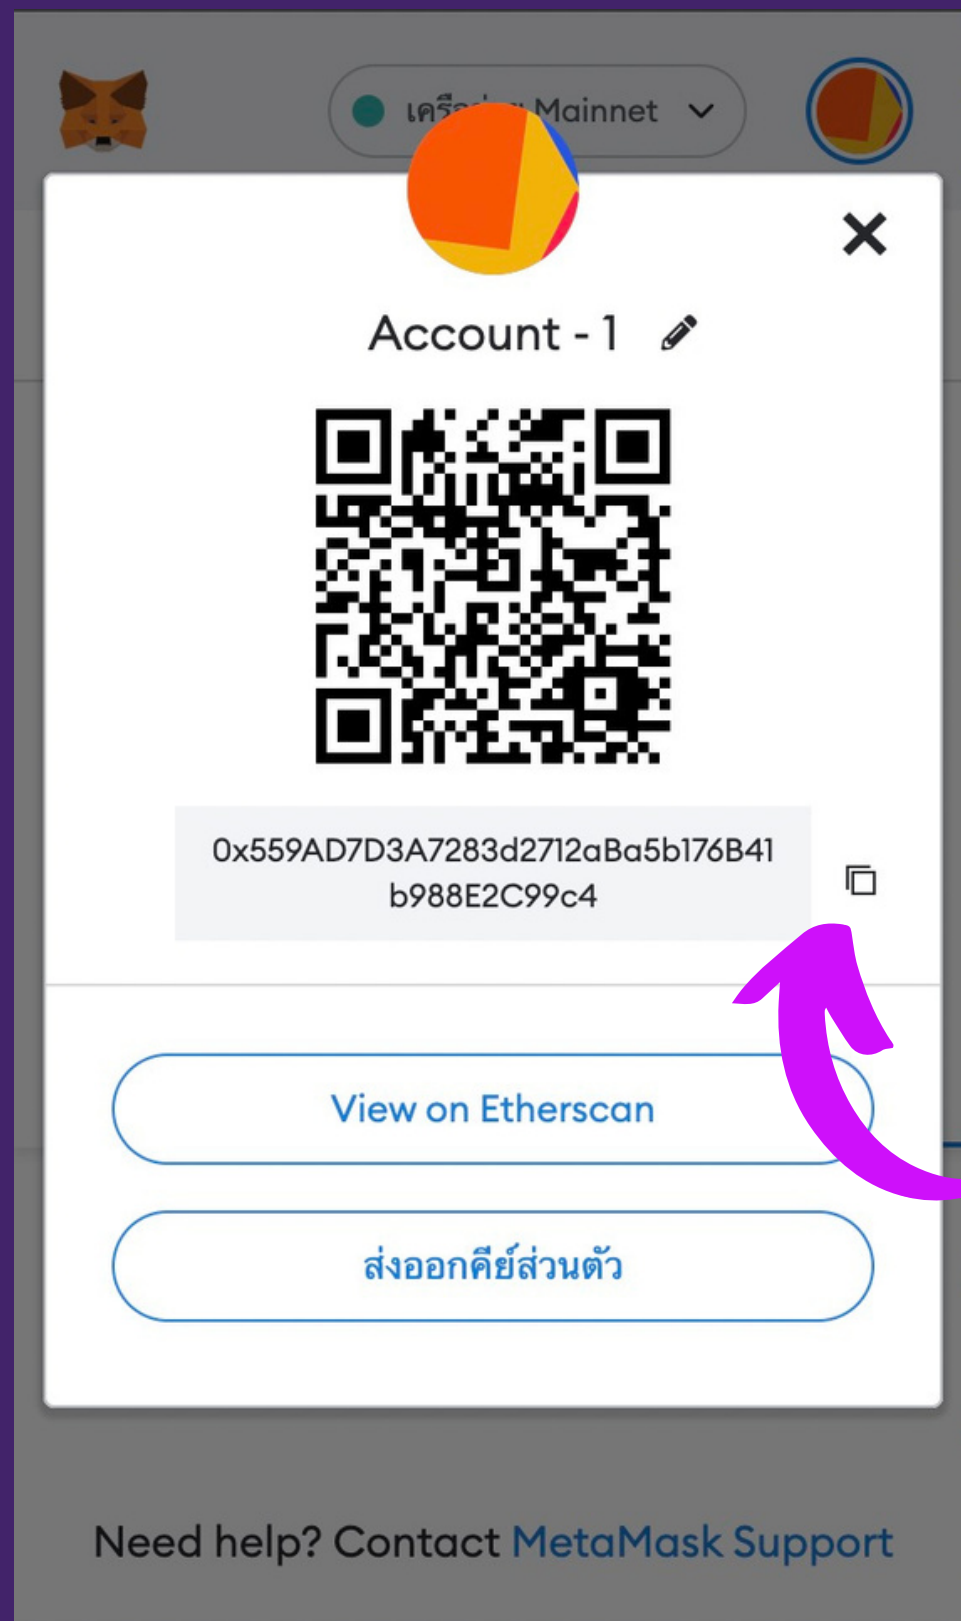 Mainnet
Account - 1
0x559AD7D3A7283d2712aBa5b176B41
b988E2C99c4
View on Etherscan
ส่งออกคีย์ส่วนตัว
Need help? Contact MetaMask Support